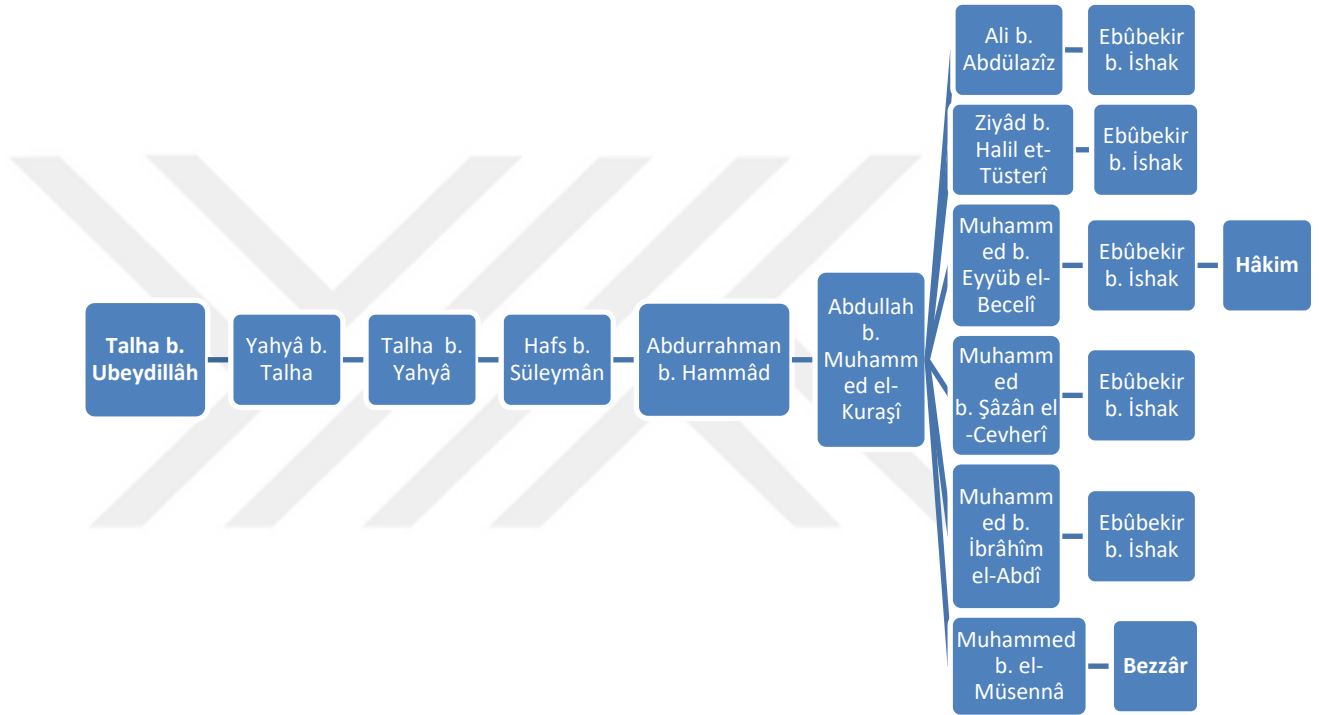 Talha b.
Ubeydillâh
Yahyâ b.
Talha
Talha b.
Yahyâ
Hafs b.
Süleymân
Abdurrahman
b. Hammâd
Abdullah
b.
Muhamm
ed el-
Kuraşî
Ali b.
Abdülazîz
Ebûbekir
b. İshak
Ziyâd b.
Halil et-
Tüsterî
Ebûbekir
b. İshak
Muhamm
ed b.
Eyyüb el-
Becelî
Ebûbekir
b. İshak
Hâkim
Muhamm
ed
b. Şâzân el
-Cevherî
Ebûbekir
b. İshak
Muhamm
ed b.
İbrâhîm
el-Abdî
Ebûbekir
b. İshak
Muhammed
b. el-
Müsennâ
Bezzâr